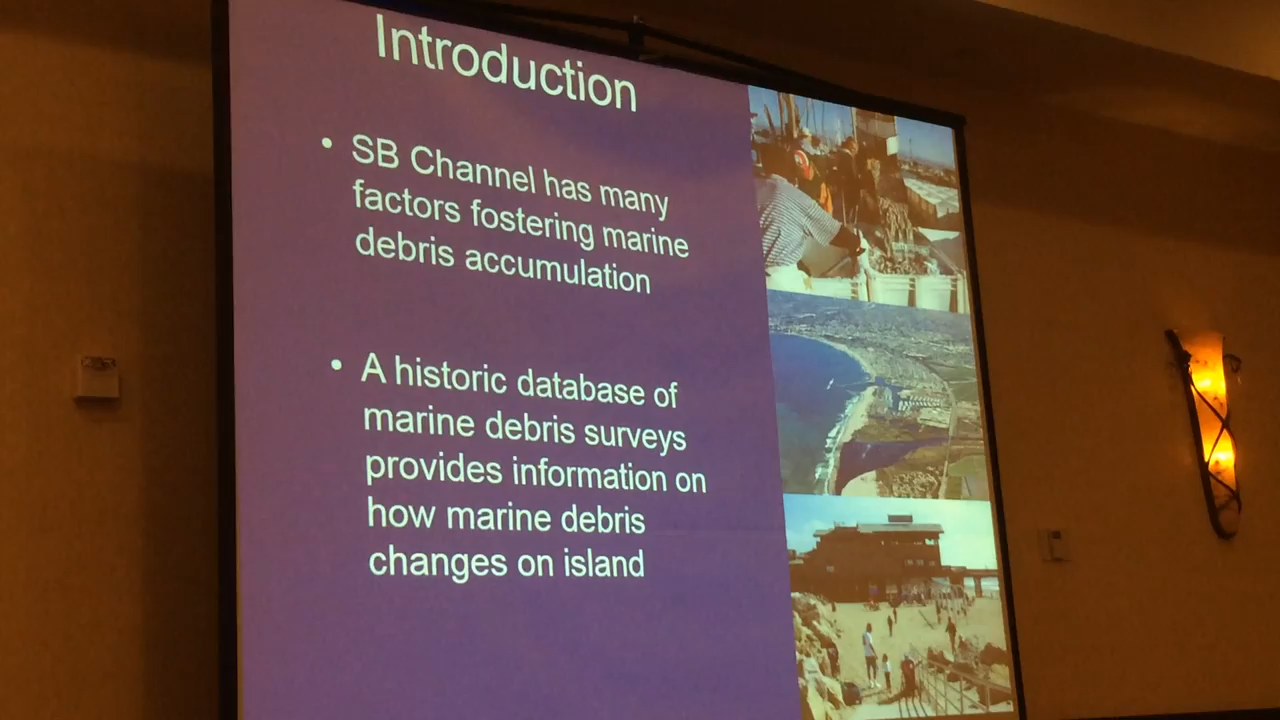 Introduction
• SB Channel has many
factors fostering marine
debris accumulation
• A historic database of
marine debris surveys
provides information on
how marine debris
changes on island